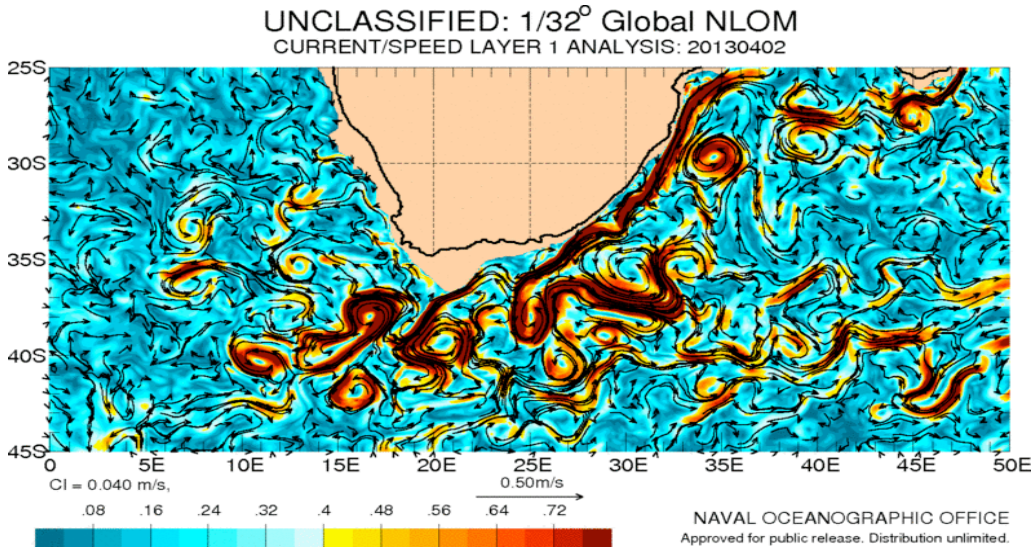 UNCLASSIFIED: 1/32° Global NLOM
CURRENT/SPEED LAYER 1 ANALYSIS: 20130402
25S
30S
35S
40S
45S
0 5E 10E 15E 20E 25E 30E 35E 40E 45E 50E
CI = 0.040 m/s,
0.50m/s
.08 .16 .24 .32 .4 .48 .56 .64 .72
NAVAL OCEANOGRAPHIC OFFICE
Approved for public release. Distribution unlimited.